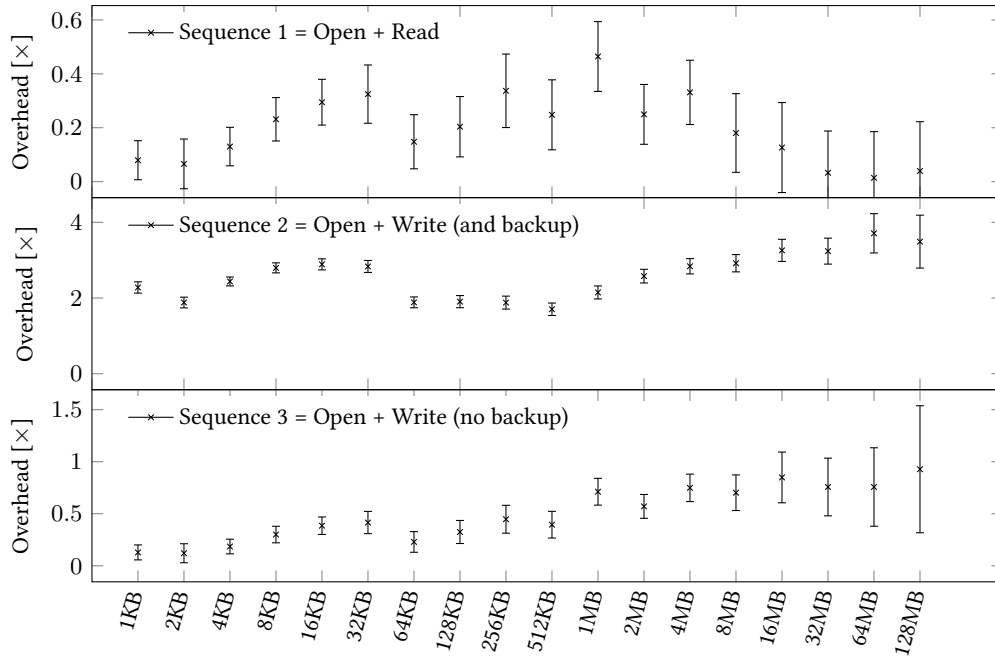 0.6
Sequence 1 = Open + Read
0.4
0.2
0
Overhead [×]
4
Sequence 2 = Open + Write (and backup)
2
0
Overhead [×]
1.5
Sequence 3 = Open + Write (no backup)
1
0.5
0
Overhead [×]
1KB
2KB
4KB
8KB
16KB
32KB
64KB
128KB
256KB
512KB
1MB
2MB
4MB
8MB
16MB
32MB
64MB
128MB